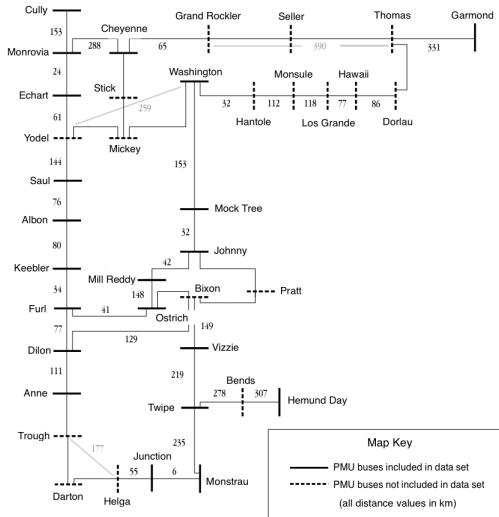 Cully
Grand Rockler
Seller
Thomas
Garmond
Cheyenne
153
Monrovia
288
65
390
331
24
Washington
Monsule
Hawaii
Echart
Stick
259
32
112
118
77
86
61
Hantole
Los Grande
Dorlau
Yodel
Mickey
144
153
Saul
76
Mock Tree
Albon
32
80
Johnny
42
Keebler
Mill Reddy
Bixon
Pratt
34
148
Furl
41
Ostrich
77
129
149
Dilon
Vizzie
111
219
Bends
Anne
278
307
Hemund Day
Twipe
Trough
177
Junction
235
55
6
Darton
Helga
Monstrau
Map Key
PMU buses included in data set
PMU buses not included in data set
(all distance values in km)